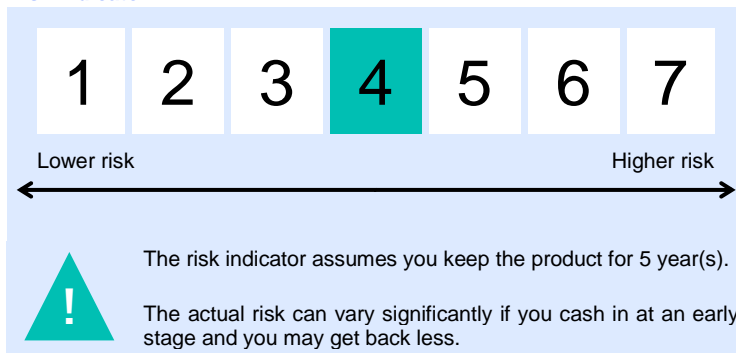 1 2 3 4 5 6 7
Lower risk Higher risk
! The risk indicator assumes you keep the product for 5 year(s).
The actual risk can vary significantly if you cash in at an early
stage and you may get back less.